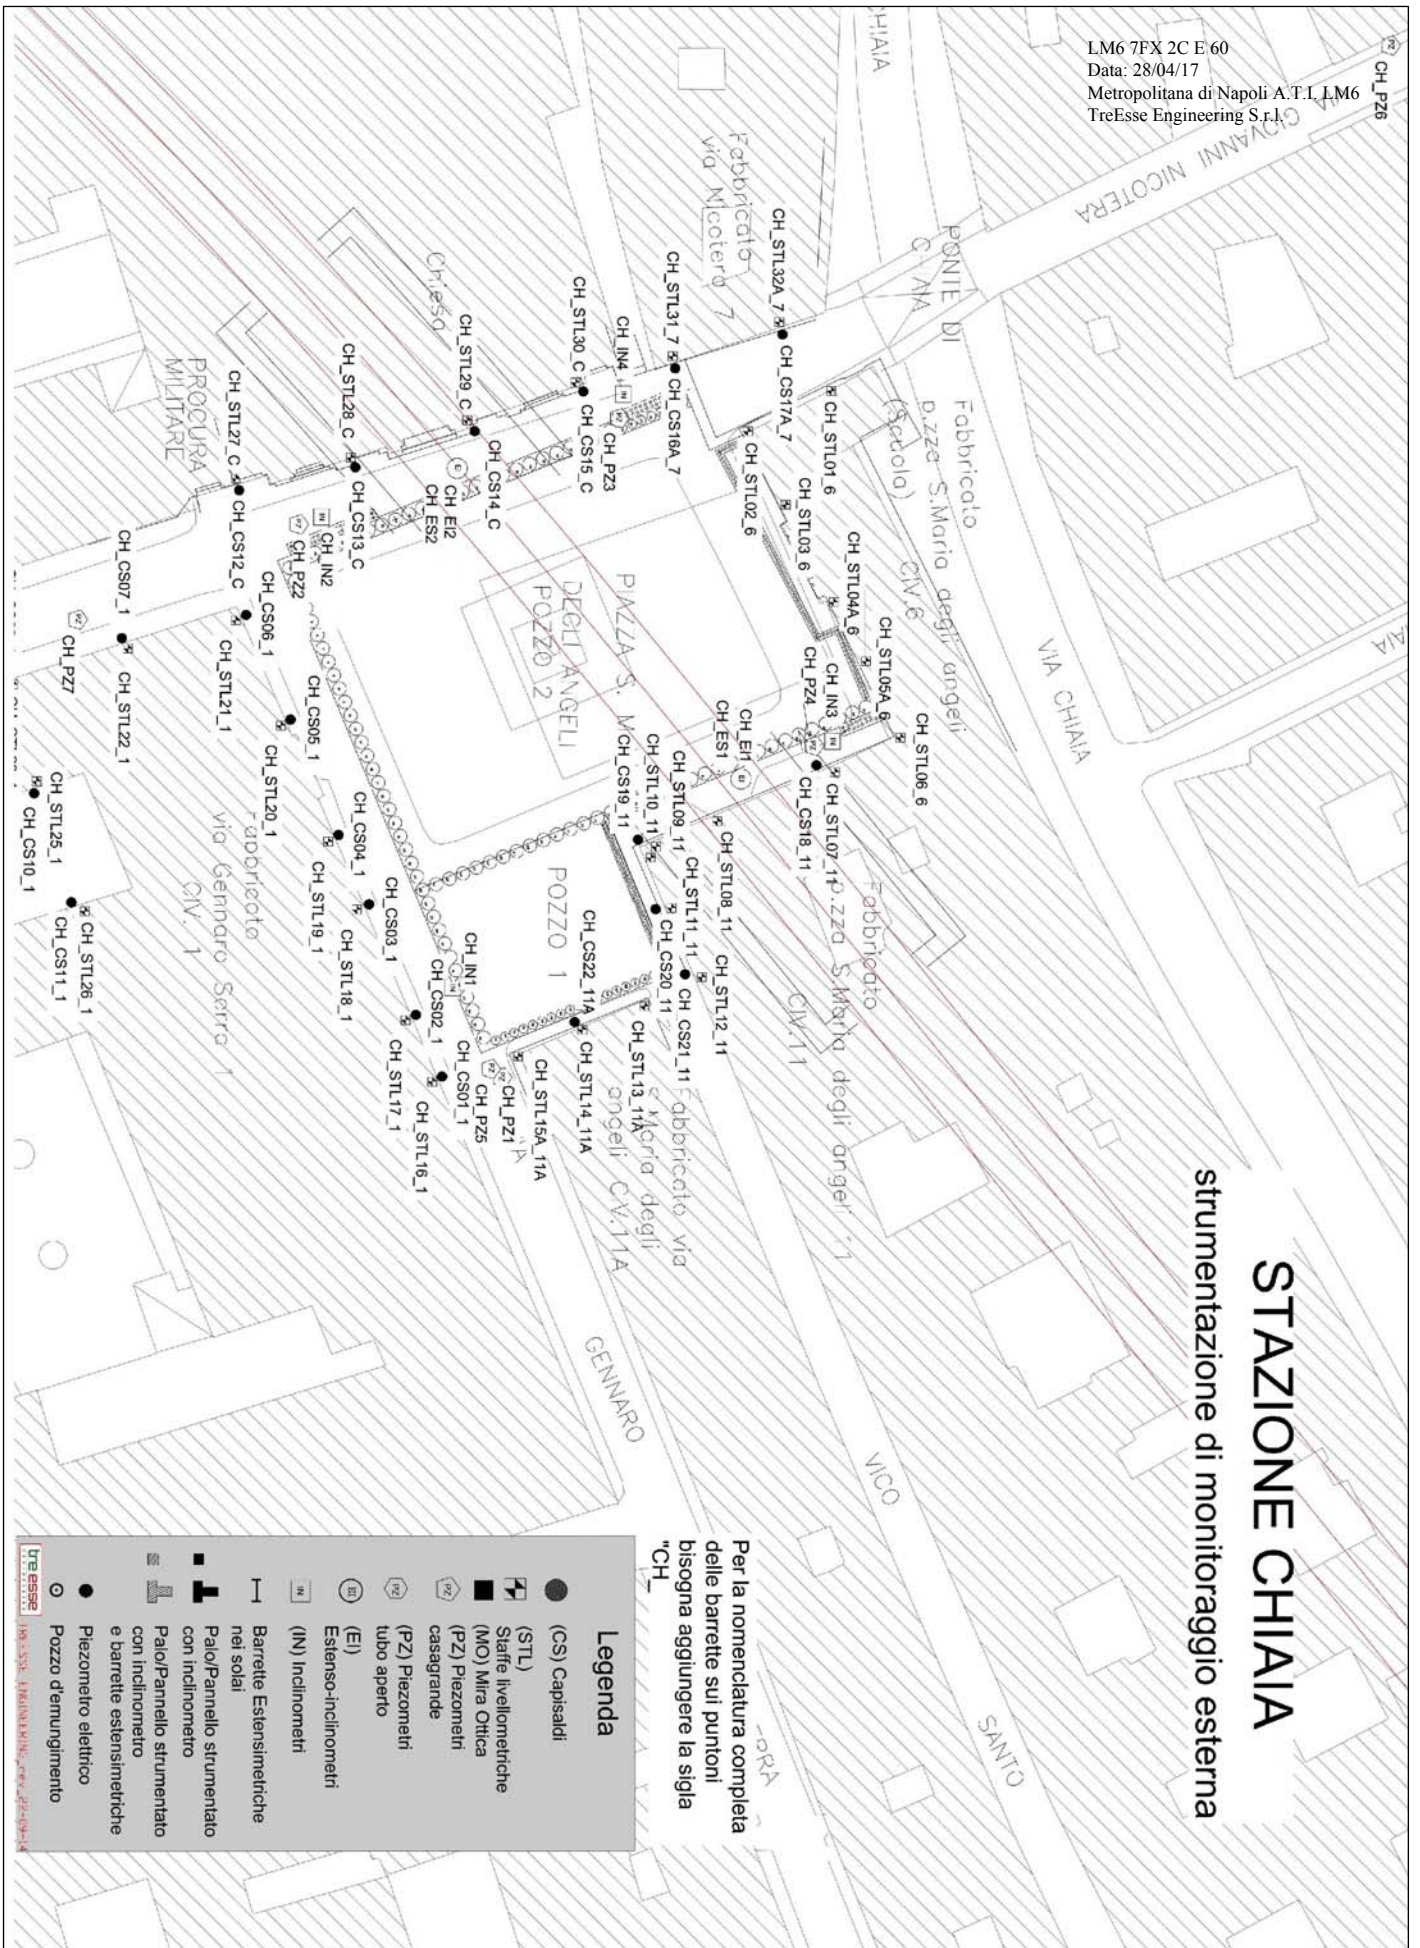 LM6 7FX 2C E 60
Data: 28/04/17
Metropolitana di Napoli A.T.I. LM6
TreEsse Engineering S.r.l.
STAZIONE CHIAIA
strumentazione di monitoraggio esterna
CH_PZ6
VIA GIOVANNI NICOTERA
CHIAIA
PONTE DI
VIA CHIAIA
Fabbricato
via Nicotera 7
CH_STL32A_7
CH_CS17A_7
CH_STL31_7
CH_CS16A_7
CH_IN4
CH_PZ3
CH_STL30_C
CH_CS15_C
Chiesa
CH_STL29_C
CH_CS14_C
CH_EI2
CH_ES2
CH_STL28_C
CH_CS13_C
CH_IN2
CH_PZ2
CH_STL27_C
CH_CS12_C
PROCURA
MILITARE
Fabbricato
p.zza S.Maria degli angeli
CIV.6
(Scuola)
CH_STL01_6
CH_STL02_6
CH_STL03_6
CH_STL04A_6
CH_STL05A_6
CH_STL06_6
CH_IN3
CH_PZ4
CH_STL07_11
CH_CS18_11
CH_EI1
CH_ES1
CH_STL08_11
CH_STL09_11
CH_STL10_11
CH_CS19_11
CH_STL11_11
CH_CS20_11
CH_STL12_11
CH_CS21_11
CH_STL13_11A
CH_CS22_11A
CH_STL14_11A
CH_STL15A_11A
CH_PZ1
CH_PZ5
Fabbricato
p.zza S.Maria degli angeli 11
CIV.11
Fabbricato via
S.Maria degli
angeli CV.11A
PIAZZA S. M
DEGLI ANGELI
POZZO 2
POZZO 1
CH_IN1
CH_CS01_1
CH_STL16_1
CH_CS02_1
CH_STL17_1
CH_CS03_1
CH_STL18_1
CH_CS04_1
CH_STL19_1
CH_CS05_1
CH_STL20_1
CH_CS06_1
CH_STL21_1
CH_CS07_1
CH_STL22_1
CH_PZ7
Fabbricato
via Gennaro Serra 1
CIV. 1
CH_STL25_1
CH_CS10_1
CH_STL26_1
CH_CS11_1
GENNARO
VICO
SANTO
Per la nomenclatura completa
delle barrette sui puntoni
bisogna aggiungere la sigla
"CH_
Legenda
(CS) Capisaldi
(STL)
Staffe livellometriche
(MO) Mira Ottica
PZ (PZ) Piezometri
casagrande
PZ (PZ) Piezometri
tubo aperto
EI (EI)
Estenso-inclinometri
IN (IN) Inclinometri
Barrette Estensimetriche
nei solai
Palo/Pannello strumentato
con inclinometro
Palo/Pannello strumentato
con inclinometro
e barrette estensimetriche
Piezometro elettrico
Pozzo d'emungimento
tre esse